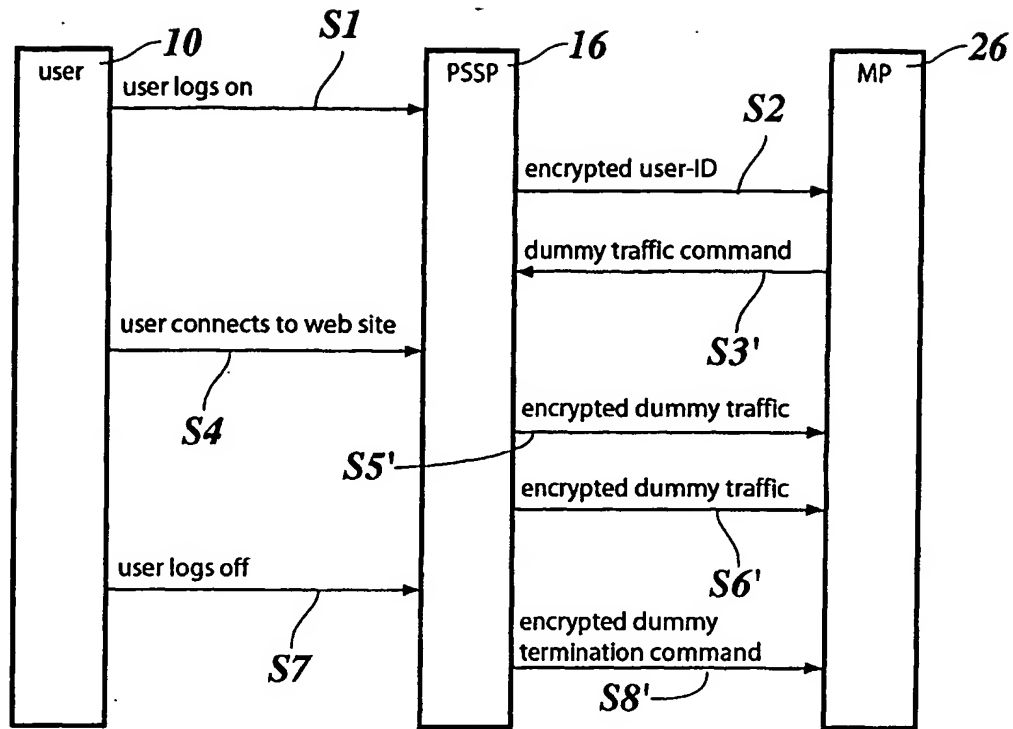 10
S1
16
26
user
PSSP
MP
user logs on
S2
encrypted user-ID
dummy traffic command
S3'
user connects to web site
S4
encrypted dummy traffic
S5'
encrypted dummy traffic
S6'
user logs off
S7
encrypted dummy
termination command
S8'